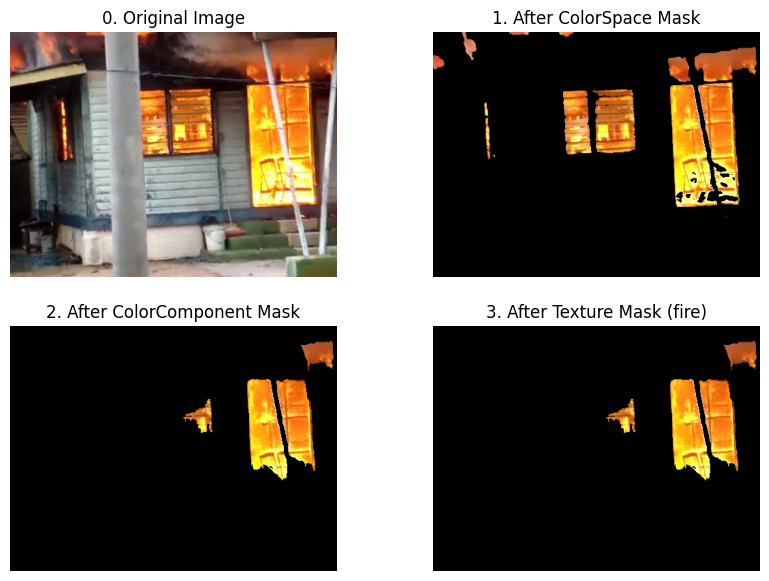 0. Original Image
1. After ColorSpace Mask
2. After ColorComponent Mask
3. After Texture Mask (fire)